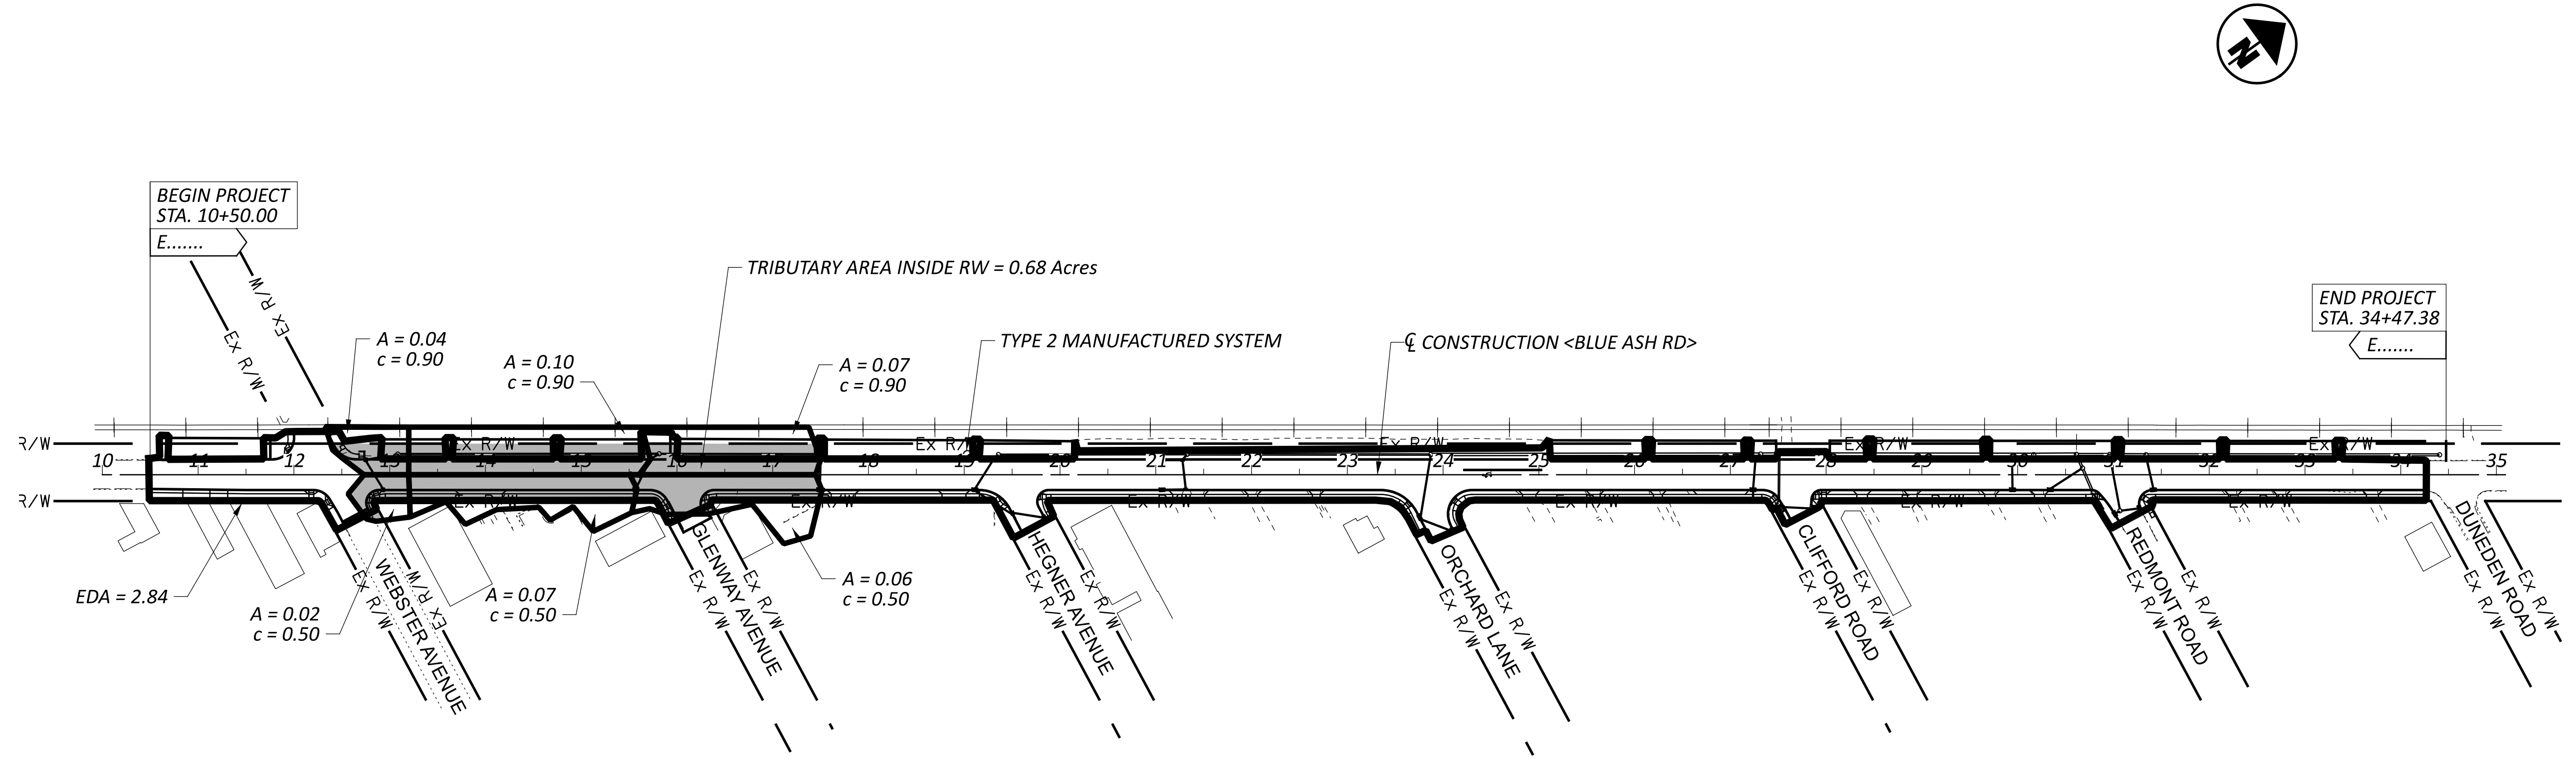 N
BEGIN PROJECT
STA. 10+50.00
E.......
Ex R/W
Ex R/W
TRIBUTARY AREA INSIDE RW = 0.68 Acres
END PROJECT
STA. 34+47.38
E.......
A = 0.04
c = 0.90
A = 0.10
c = 0.90
A = 0.07
c = 0.90
TYPE 2 MANUFACTURED SYSTEM
℄ CONSTRUCTION <BLUE ASH RD>
R/W
Ex R/W
Ex R/W
Ex R/W
Ex R/W
Ex R/W
10 11 12 13 14 15 16 17 18 19 20 21 22 23 24 25 26 27 28 29 30 31 32 33 34 35
R/W
Ex R/W
Ex R/W
Ex R/W
Ex R/W
Ex R/W
Ex R/W
EDA = 2.84
A = 0.02
c = 0.50
A = 0.07
c = 0.50
A = 0.06
c = 0.50
Ex R/W
WEBSTER AVENUE
Ex R/W
Ex R/W
GLENWAY AVENUE
Ex R/W
Ex R/W
HEGNER AVENUE
Ex R/W
Ex R/W
ORCHARD LANE
Ex R/W
Ex R/W
CLIFFORD ROAD
Ex R/W
Ex R/W
REDMONT ROAD
Ex R/W
Ex R/W
DUNEDEN ROAD
Ex R/W